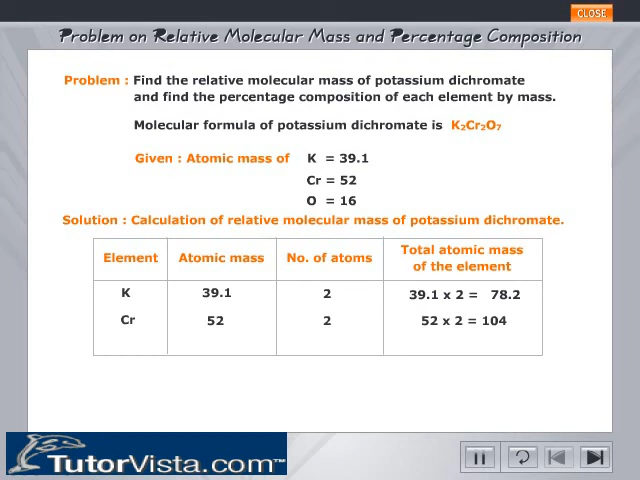 CLOSE
Problem on Relative Molecular Mass and Percentage Composition
Problem : Find the relative molecular mass of potassium dichromate
and find the percentage composition of each element by mass.
Molecular formula of potassium dichromate is K₂Cr₂O₇
Given : Atomic mass of K = 39.1
Cr = 52
O = 16
Solution : Calculation of relative molecular mass of potassium dichromate.
Element Atomic mass No. of atoms Total atomic mass of the element
K 39.1 2 39.1 x 2 = 78.2
Cr 52 2 52 x 2 = 104
TutorVista.com™